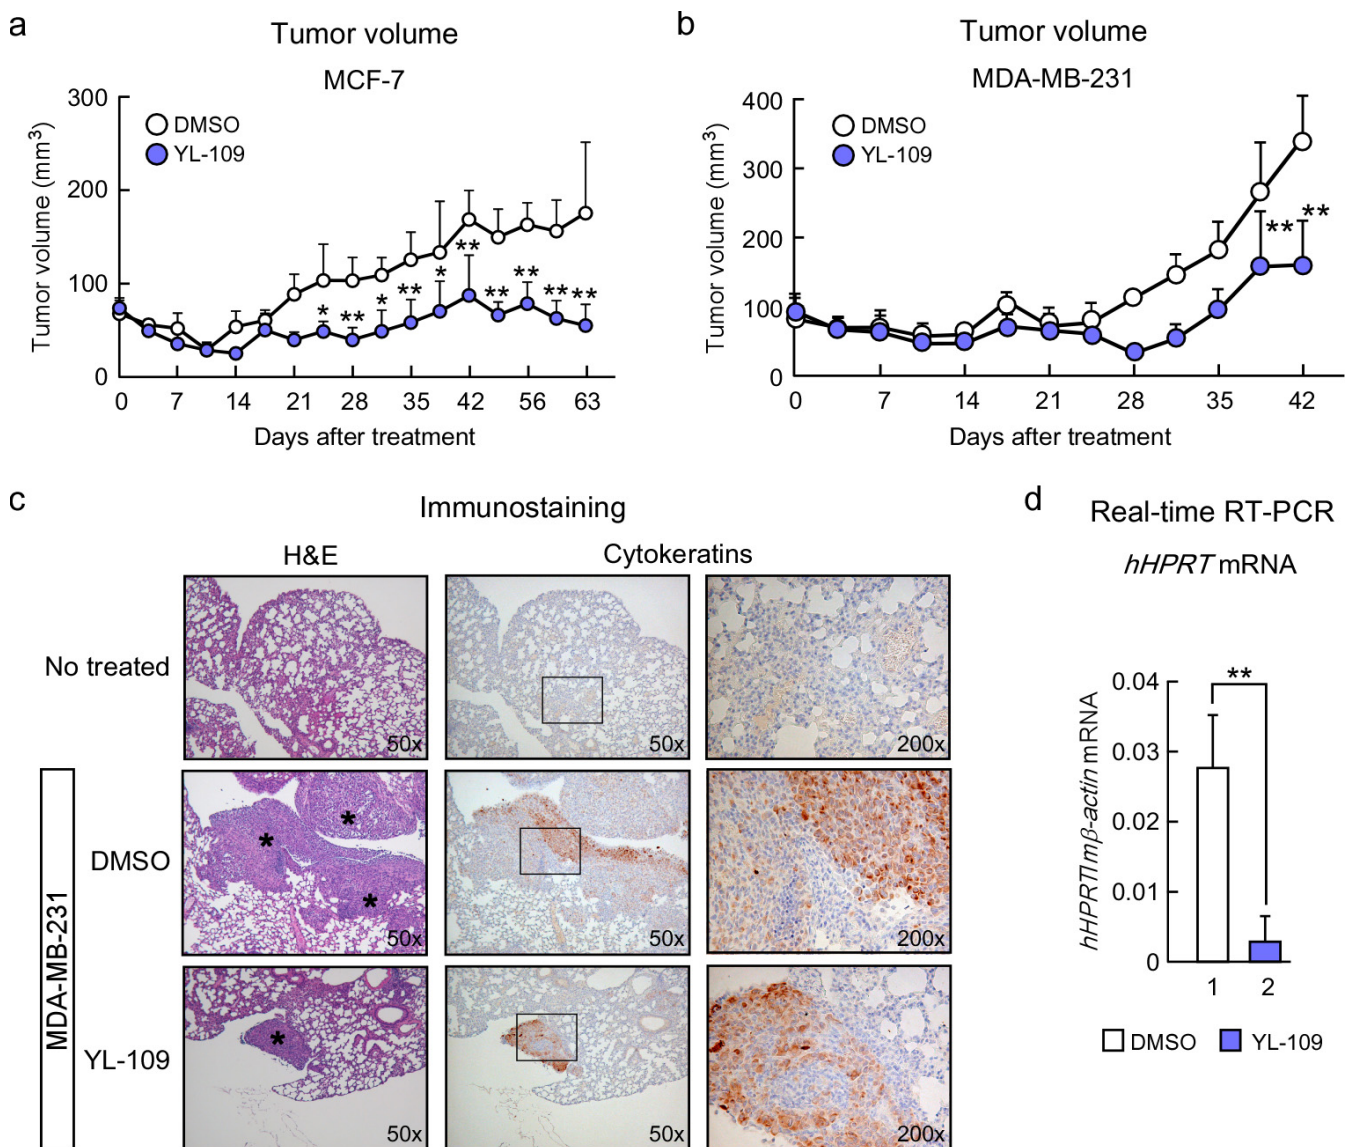 a
Tumor volume
MCF-7
300
200
100
0
Tumor volume (mm³)
DMSO
YL-109
* ** * ** * ** ** ** ** **
0 7 14 21 28 35 42 56 63
Days after treatment
b
Tumor volume
MDA-MB-231
400
300
200
100
0
Tumor volume (mm³)
DMSO
YL-109
** **
0 7 14 21 28 35 42
Days after treatment
c
Immunostaining
H&E Cytokeratins
No treated
50x 50x 200x
MDA-MB-231
DMSO
* * *
50x 50x 200x
YL-109
*
50x 50x 200x
d
Real-time RT-PCR
hHPRT mRNA
**
0.04
0.03
0.02
0.01
0
hHPRT/mβ-actin mRNA
1 2
DMSO YL-109